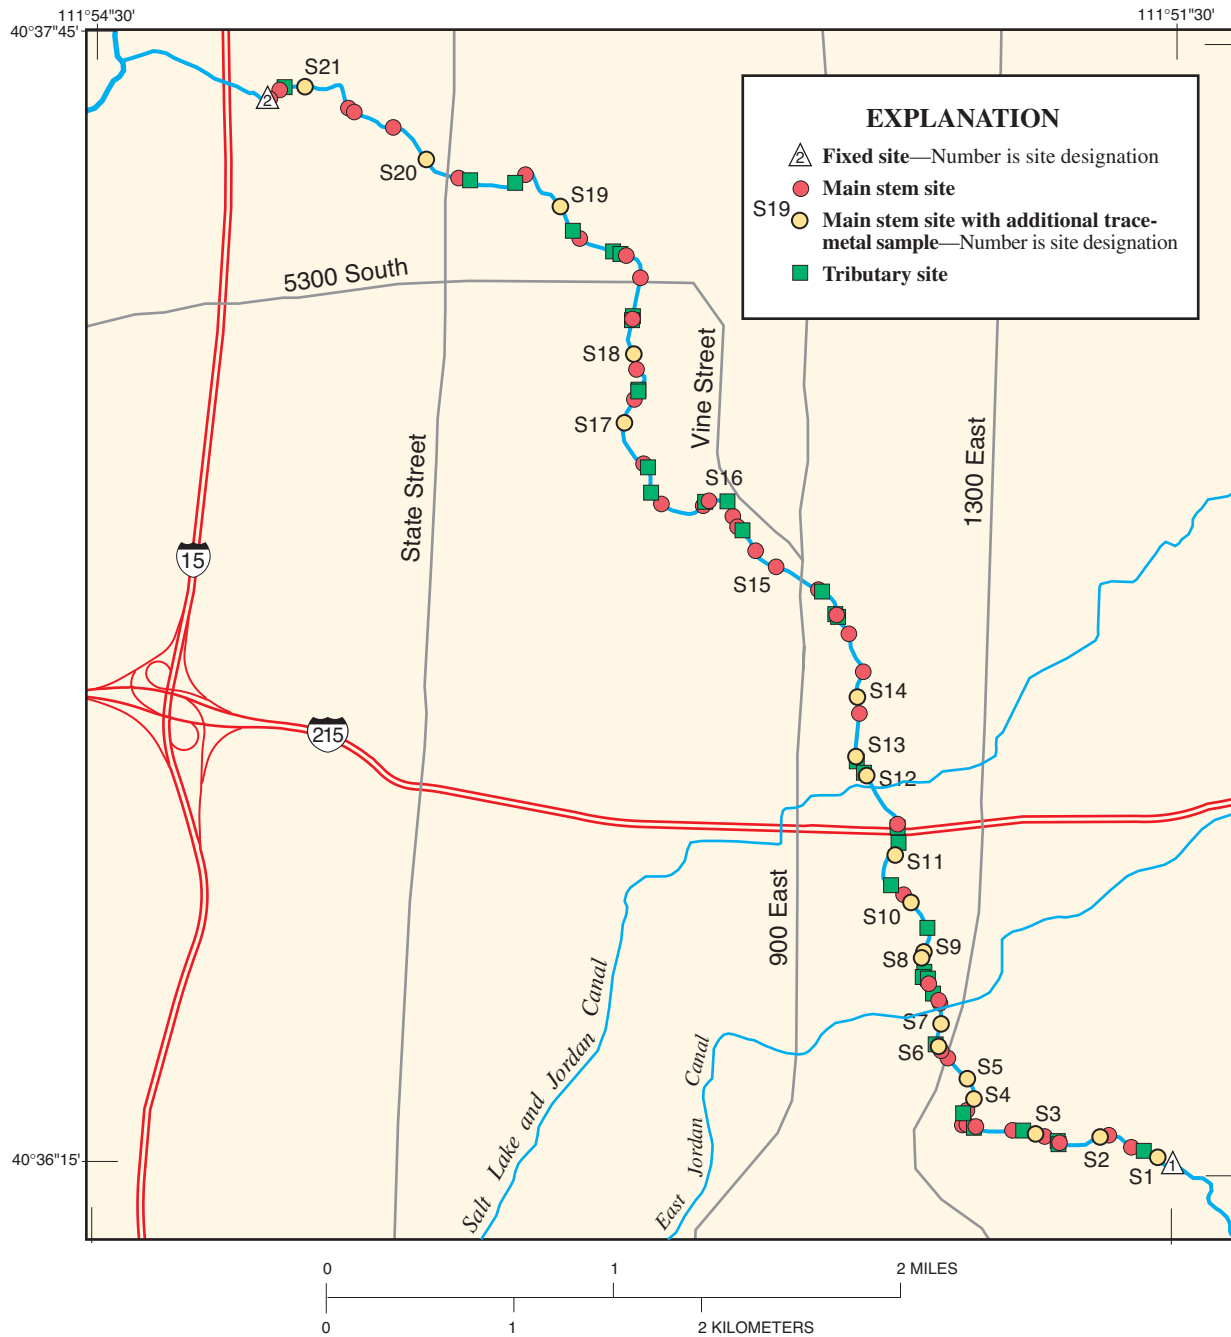 111°54"30'
111°51"30'
40°37"45'
S21
2
EXPLANATION
2 Fixed site—Number is site designation
Main stem site
S19 Main stem site with additional trace-
metal sample—Number is site designation
Tributary site
S20
S19
5300 South
S18
Vine Street
S17
State Street
1300 East
S16
15
S15
S14
215
S13
S12
S11
900 East
S10
S9
S8
Salt Lake and Jordan Canal
S7
East Jordan Canal
S6
S5
S4
S3
S2
S1
1
40°36"15'
0 1 2 MILES
0 1 2 KILOMETERS